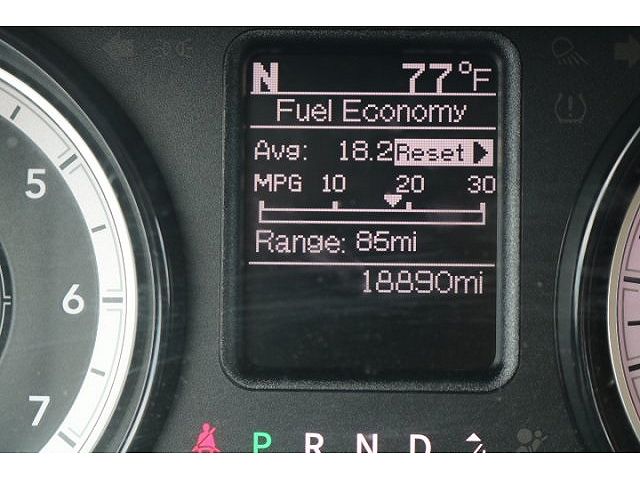 N 77°F
Fuel Economy
Avg: 18.2 Reset
MPG 10 20 30
Range: 85mi
18890mi
5
6
7
P R N D